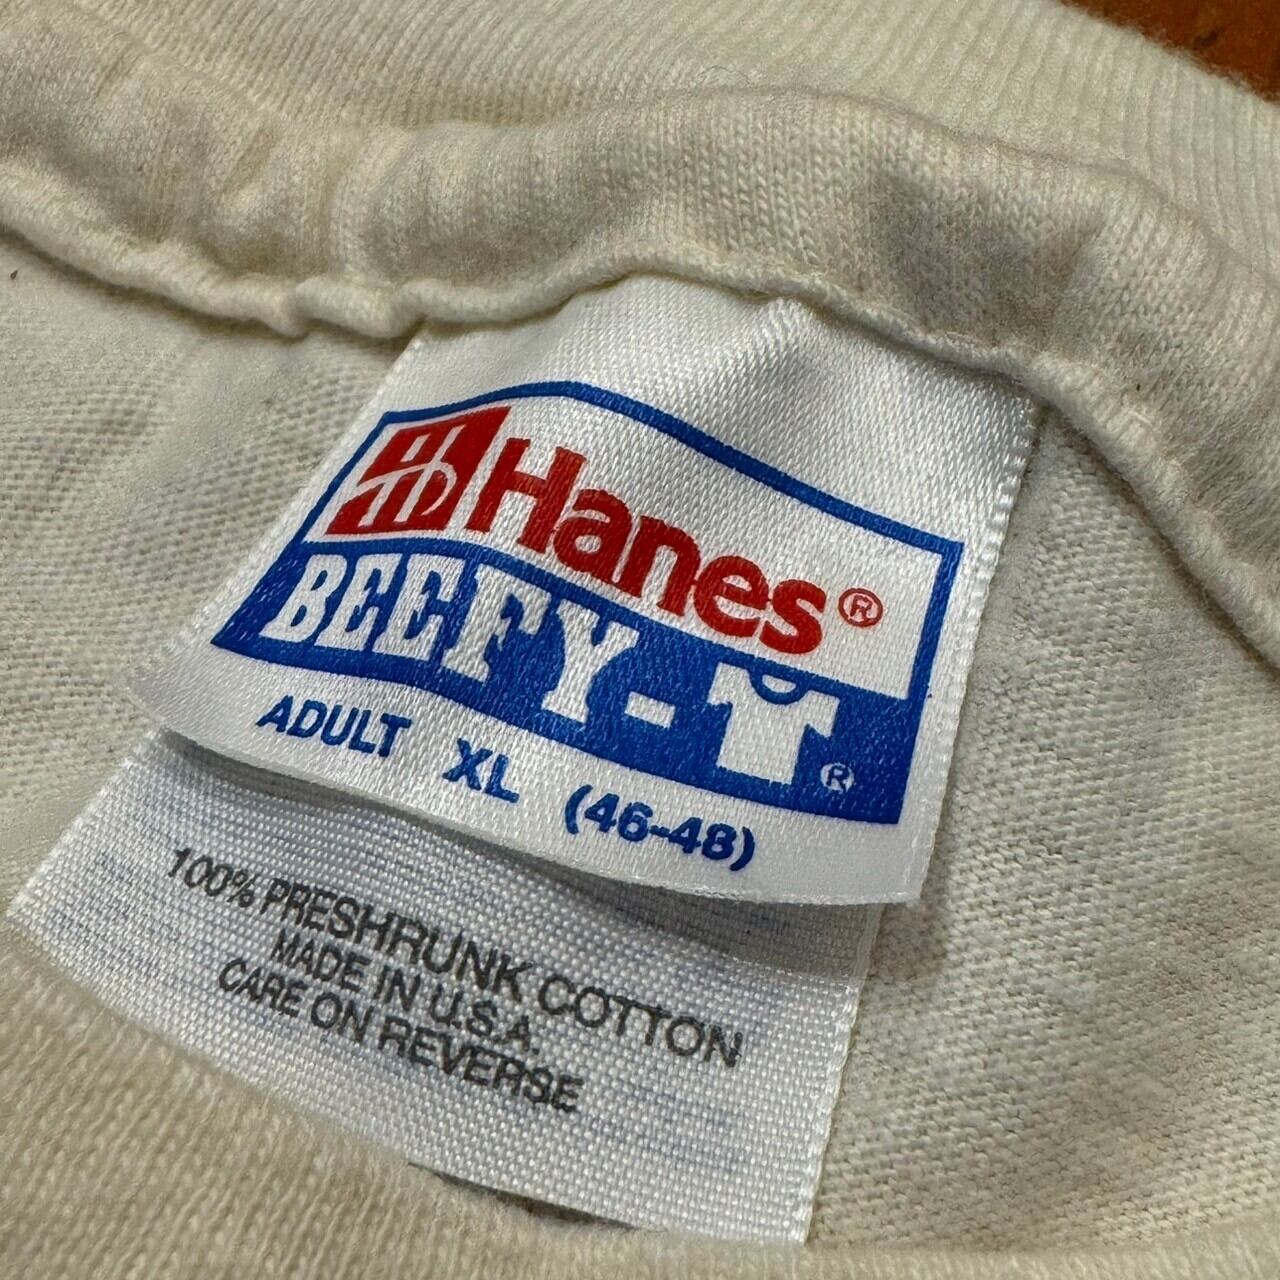 Hanes®
BEEFY-T®
ADULT XL (46-48)
100% PRESHRUNK COTTON
MADE IN U.S.A.
CARE ON REVERSE